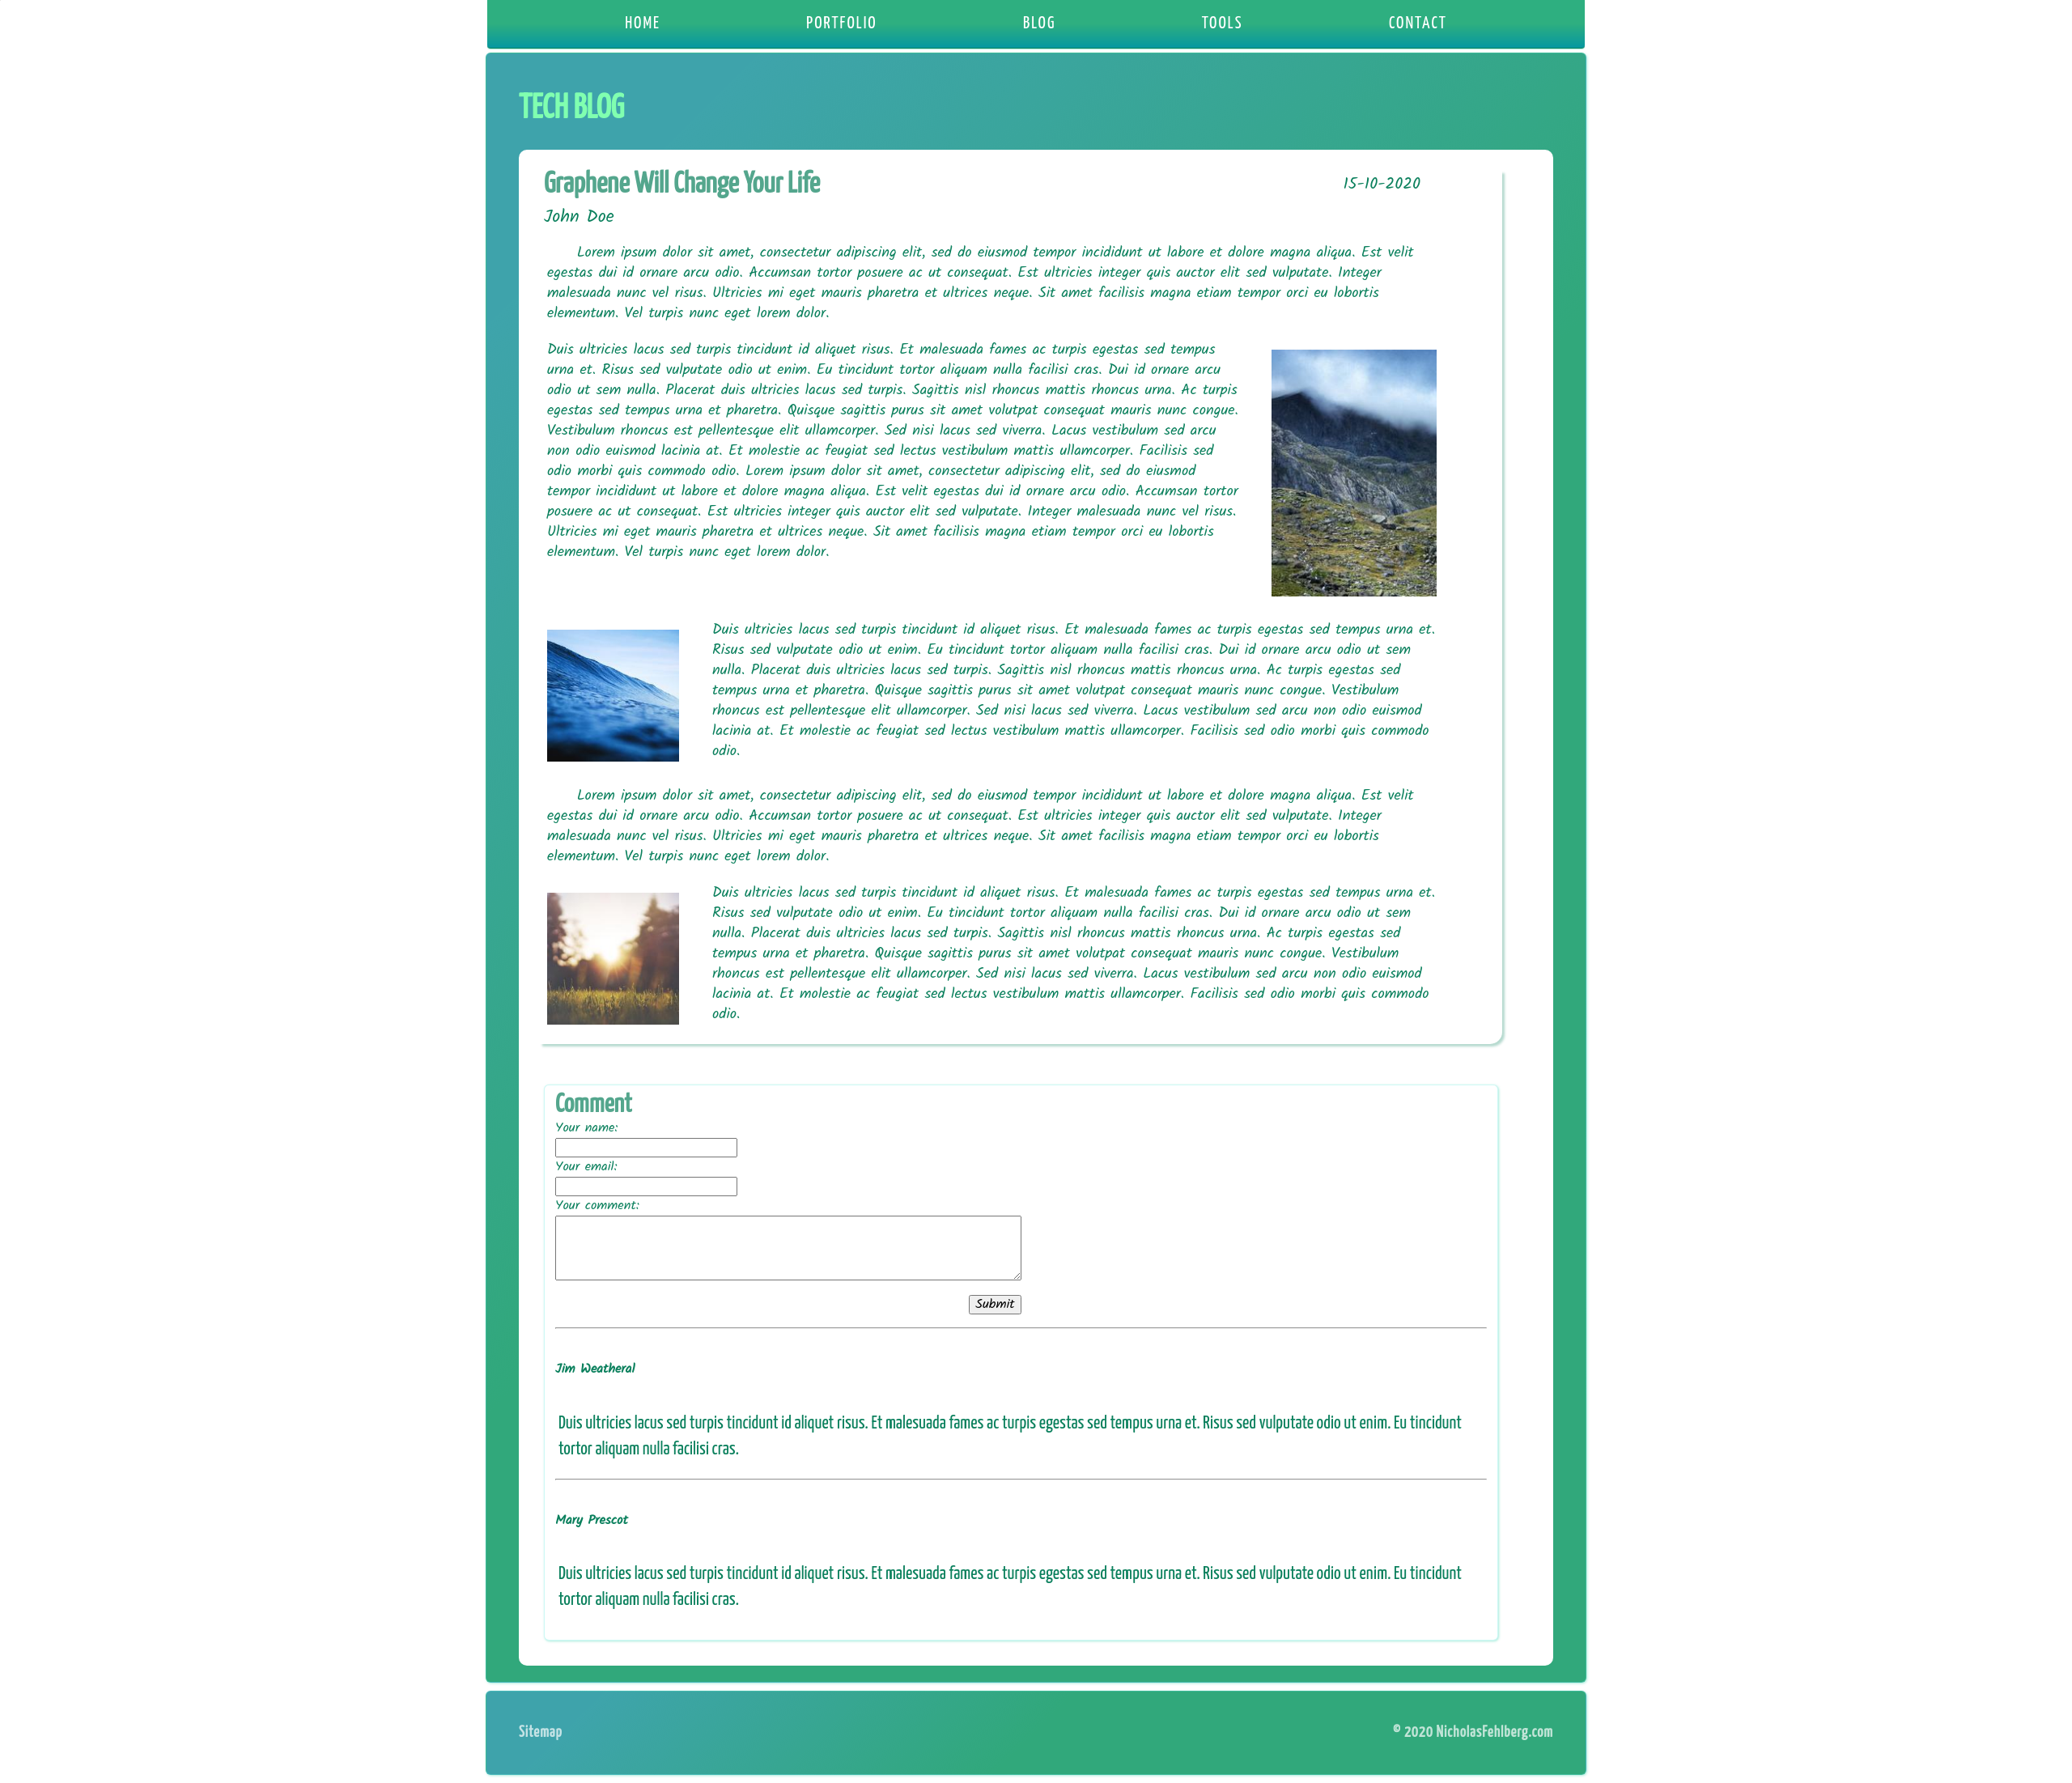 HOME PORTFOLIO BLOG TOOLS CONTACT
TECH BLOG
Graphene Will Change Your Life 15-10-2020
John Doe
Lorem ipsum dolor sit amet, consectetur adipiscing elit, sed do eiusmod tempor incididunt ut labore et dolore magna aliqua. Est velit
egestas dui id ornare arcu odio. Accumsan tortor posuere ac ut consequat. Est ultricies integer quis auctor elit sed vulputate. Integer
malesuada nunc vel risus. Ultricies mi eget mauris pharetra et ultrices neque. Sit amet facilisis magna etiam tempor orci eu lobortis
elementum. Vel turpis nunc eget lorem dolor.
Duis ultricies lacus sed turpis tincidunt id aliquet risus. Et malesuada fames ac turpis egestas sed tempus
urna et. Risus sed vulputate odio ut enim. Eu tincidunt tortor aliquam nulla facilisi cras. Dui id ornare arcu
odio ut sem nulla. Placerat duis ultricies lacus sed turpis. Sagittis nisl rhoncus mattis rhoncus urna. Ac turpis
egestas sed tempus urna et pharetra. Quisque sagittis purus sit amet volutpat consequat mauris nunc congue.
Vestibulum rhoncus est pellentesque elit ullamcorper. Sed nisi lacus sed viverra. Lacus vestibulum sed arcu
non odio euismod lacinia at. Et molestie ac feugiat sed lectus vestibulum mattis ullamcorper. Facilisis sed
odio morbi quis commodo odio. Lorem ipsum dolor sit amet, consectetur adipiscing elit, sed do eiusmod
tempor incididunt ut labore et dolore magna aliqua. Est velit egestas dui id ornare arcu odio. Accumsan tortor
posuere ac ut consequat. Est ultricies integer quis auctor elit sed vulputate. Integer malesuada nunc vel risus.
Ultricies mi eget mauris pharetra et ultrices neque. Sit amet facilisis magna etiam tempor orci eu lobortis
elementum. Vel turpis nunc eget lorem dolor.
Duis ultricies lacus sed turpis tincidunt id aliquet risus. Et malesuada fames ac turpis egestas sed tempus urna et.
Risus sed vulputate odio ut enim. Eu tincidunt tortor aliquam nulla facilisi cras. Dui id ornare arcu odio ut sem
nulla. Placerat duis ultricies lacus sed turpis. Sagittis nisl rhoncus mattis rhoncus urna. Ac turpis egestas sed
tempus urna et pharetra. Quisque sagittis purus sit amet volutpat consequat mauris nunc congue. Vestibulum
rhoncus est pellentesque elit ullamcorper. Sed nisi lacus sed viverra. Lacus vestibulum sed arcu non odio euismod
lacinia at. Et molestie ac feugiat sed lectus vestibulum mattis ullamcorper. Facilisis sed odio morbi quis commodo
odio.
Lorem ipsum dolor sit amet, consectetur adipiscing elit, sed do eiusmod tempor incididunt ut labore et dolore magna aliqua. Est velit
egestas dui id ornare arcu odio. Accumsan tortor posuere ac ut consequat. Est ultricies integer quis auctor elit sed vulputate. Integer
malesuada nunc vel risus. Ultricies mi eget mauris pharetra et ultrices neque. Sit amet facilisis magna etiam tempor orci eu lobortis
elementum. Vel turpis nunc eget lorem dolor.
Duis ultricies lacus sed turpis tincidunt id aliquet risus. Et malesuada fames ac turpis egestas sed tempus urna et.
Risus sed vulputate odio ut enim. Eu tincidunt tortor aliquam nulla facilisi cras. Dui id ornare arcu odio ut sem
nulla. Placerat duis ultricies lacus sed turpis. Sagittis nisl rhoncus mattis rhoncus urna. Ac turpis egestas sed
tempus urna et pharetra. Quisque sagittis purus sit amet volutpat consequat mauris nunc congue. Vestibulum
rhoncus est pellentesque elit ullamcorper. Sed nisi lacus sed viverra. Lacus vestibulum sed arcu non odio euismod
lacinia at. Et molestie ac feugiat sed lectus vestibulum mattis ullamcorper. Facilisis sed odio morbi quis commodo
odio.
Comment
Your name:
Your email:
Your comment:
Submit
Jim Weatheral
Duis ultricies lacus sed turpis tincidunt id aliquet risus. Et malesuada fames ac turpis egestas sed tempus urna et. Risus sed vulputate odio ut enim. Eu tincidunt
tortor aliquam nulla facilisi cras.
Mary Prescot
Duis ultricies lacus sed turpis tincidunt id aliquet risus. Et malesuada fames ac turpis egestas sed tempus urna et. Risus sed vulputate odio ut enim. Eu tincidunt
tortor aliquam nulla facilisi cras.
Sitemap © 2020 NicholasFehlberg.com